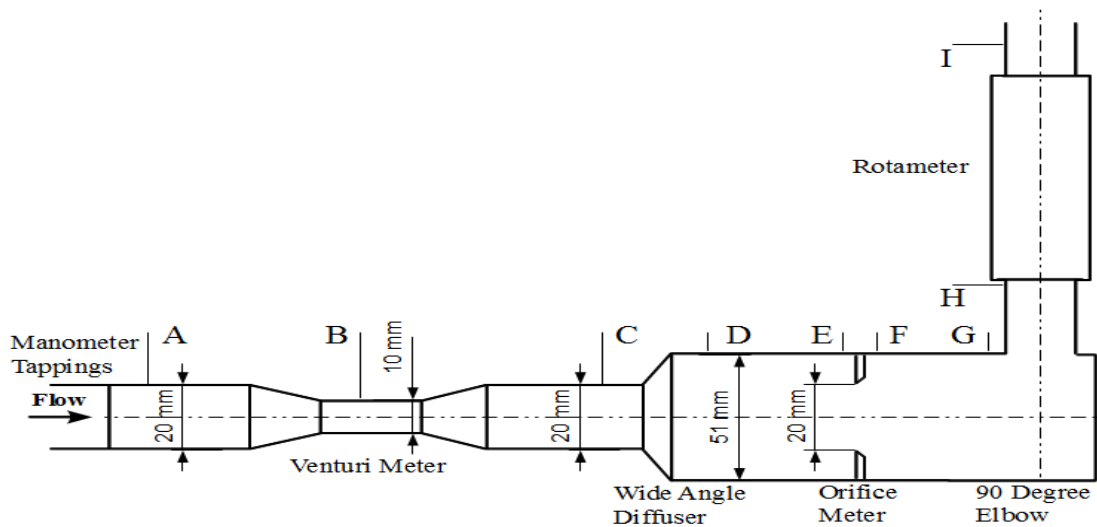 I
Rotameter
H
Manometer
Tappings
A
B
10 mm
C
D
E
F
G
Flow
20 mm
20 mm
51 mm
20 mm
Venturi Meter
Wide Angle
Diffuser
Orifice
Meter
90 Degree
Elbow